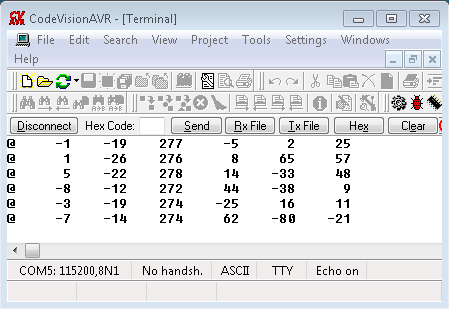 CodeVisionAVR - [Terminal]
File Edit Search View Project Tools Settings Windows
Help
Disconnect Hex Code: Send Rx File Tx File Hex Clear
@ -1 -19 277 -5 2 25
@ 1 -26 276 8 65 57
@ 5 -22 278 14 -33 48
@ -8 -12 272 44 -38 9
@ -3 -19 274 -25 16 11
@ -7 -14 274 62 -80 -21
COM5: 115200,8N1 No handsh. ASCII TTY Echo on